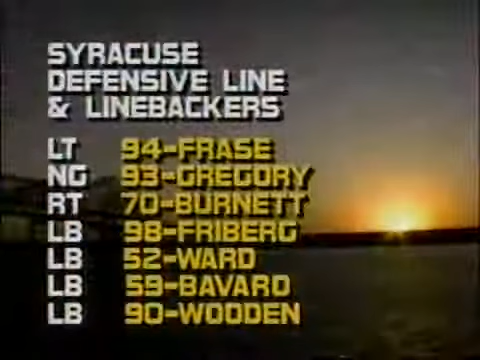 SYRACUSE
DEFENSIVE LINE
& LINEBACKERS
LT 94-FRASE
NG 93-GREGORY
RT 70-BURNETT
LB 98-FRIBERG
LB 52-WARD
LB 59-BAVARD
LB 90-WOODEN